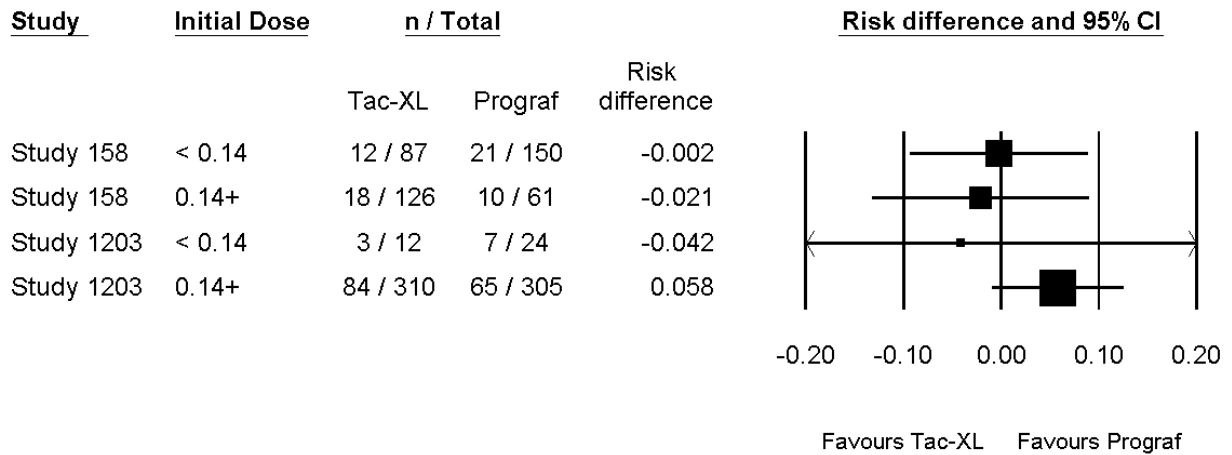 Study Initial Dose n / Total Risk difference and 95% CI
Risk
Tac-XL Prograf difference
Study 158 < 0.14 12 / 87 21 / 150 -0.002
Study 158 0.14+ 18 / 126 10 / 61 -0.021
Study 1203 < 0.14 3 / 12 7 / 24 -0.042
Study 1203 0.14+ 84 / 310 65 / 305 0.058
-0.20 -0.10 0.00 0.10 0.20
Favours Tac-XL Favours Prograf